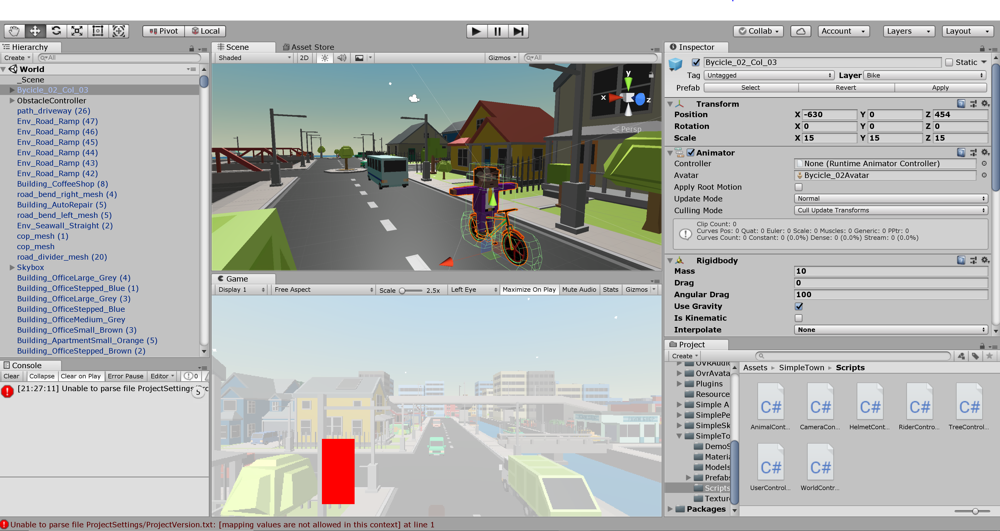 Pivot Local Collab Account Layers Layout
Hierarchy
Create All
World
_Scene
Bycicle_02_Col_03
ObstacleController
path_driveway (26)
Env_Road_Ramp (47)
Env_Road_Ramp (46)
Env_Road_Ramp (45)
Env_Road_Ramp (44)
Env_Road_Ramp (43)
Env_Road_Ramp (42)
Building_CoffeeShop (8)
road_bend_right_mesh (4)
Building_AutoRepair (5)
road_bend_left_mesh (5)
Env_Seawall_Straight (2)
cop_mesh (1)
cop_mesh
road_divider_mesh (20)
Skybox
Building_OfficeLarge_Grey (4)
Building_OfficeStepped_Blue (1)
Building_OfficeLarge_Grey (3)
Building_OfficeStepped_Blue
Building_OfficeMedium_Grey
Building_OfficeSmall_Brown (3)
Building_ApartmentSmall_Orange (5)
Building_OfficeStepped_Brown (2)
Console
Clear Collapse Clear on Play Error Pause Editor 0
[21:27:11] Unable to parse file ProjectSettings/Pro
5
Scene Asset Store
Shaded 2D Gizmos All
y
x z
Persp
Game
Display 1 Free Aspect Scale 2.5x Left Eye Maximize On Play Mute Audio Stats Gizmos
PAWN SHOP
Inspector
Bycicle_02_Col_03 Static
Tag Untagged Layer Bike
Prefab Select Revert Apply
Transform
Position X -630 Y 0 Z 454
Rotation X 0 Y 0 Z 0
Scale X 15 Y 15 Z 15
Animator
Controller None (Runtime Animator Controller)
Avatar Bycicle_02Avatar
Apply Root Motion
Update Mode Normal
Culling Mode Cull Update Transforms
Clip Count: 0
Curves Pos: 0 Quat: 0 Euler: 0 Scale: 0 Muscles: 0 Generic: 0 PPtr: 0
Curves Count: 0 Constant: 0 (0.0%) Dense: 0 (0.0%) Stream: 0 (0.0%)
Rigidbody
Mass 10
Drag 0
Angular Drag 100
Use Gravity
Is Kinematic
Interpolate None
Project
Create
OVRAudio
OvrAvata
Plugins
Resource
Simple A
SimplePe
SimpleSk
SimpleTo
DemoS
Materia
Models
Prefabs
Scripts
Textur
Packages
Assets SimpleTown Scripts
C# C# C# C# C#
AnimalCont... CameraCon... HelmetCont... RiderContro... TreeControl...
C# C#
UserControl... WorldContr...
Unable to parse file ProjectSettings/ProjectVersion.txt: [mapping values are not allowed in this context] at line 1